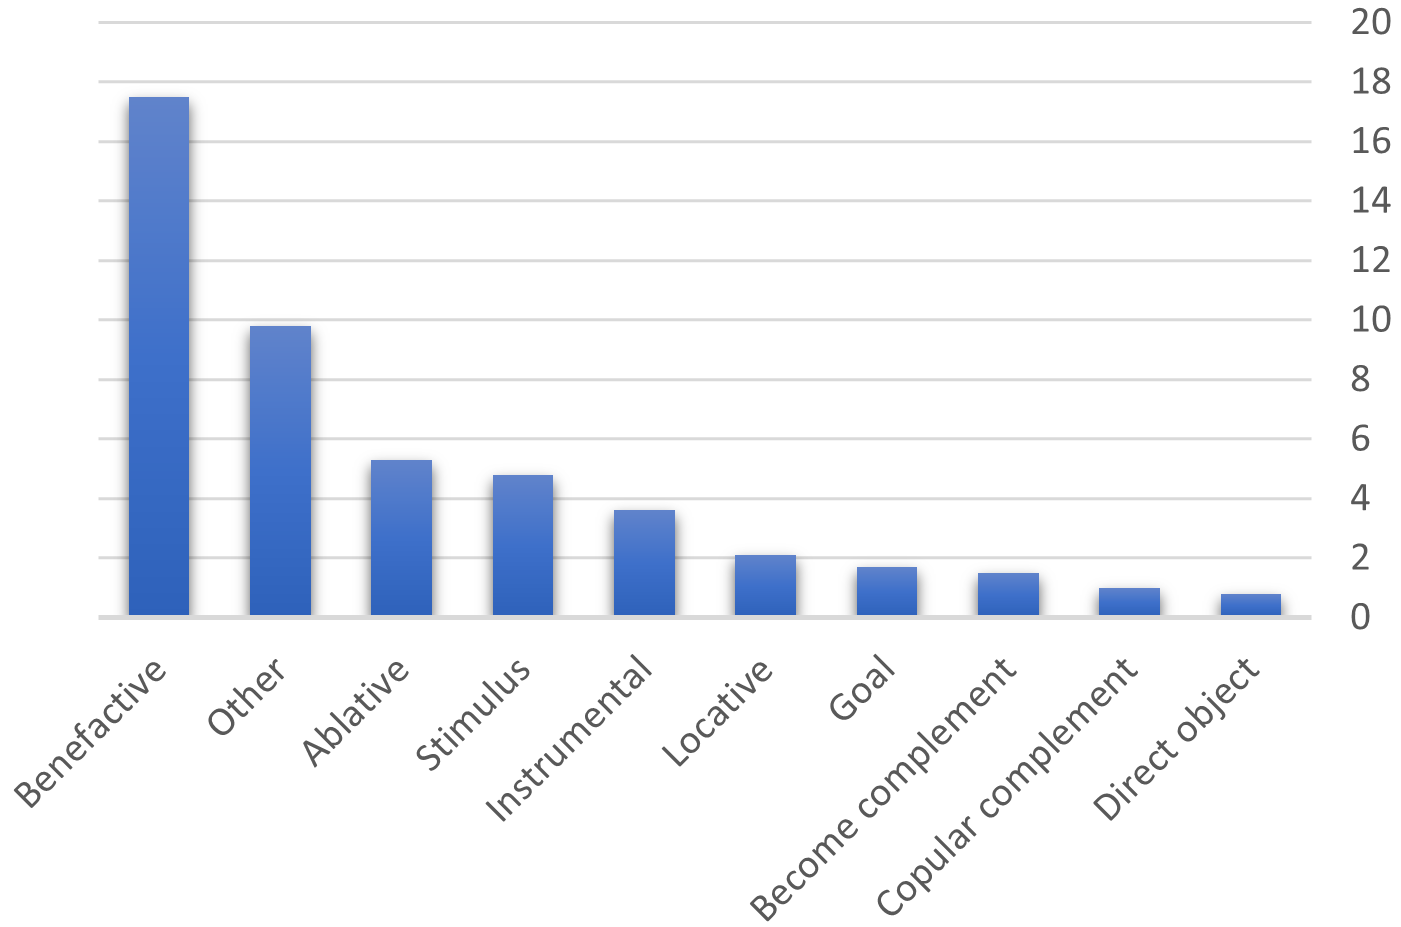 20
18
16
14
12
10
8
6
4
2
0
Benefactive
Other
Ablative
Stimulus
Instrumental
Locative
Goal
Become complement
Copular complement
Direct object